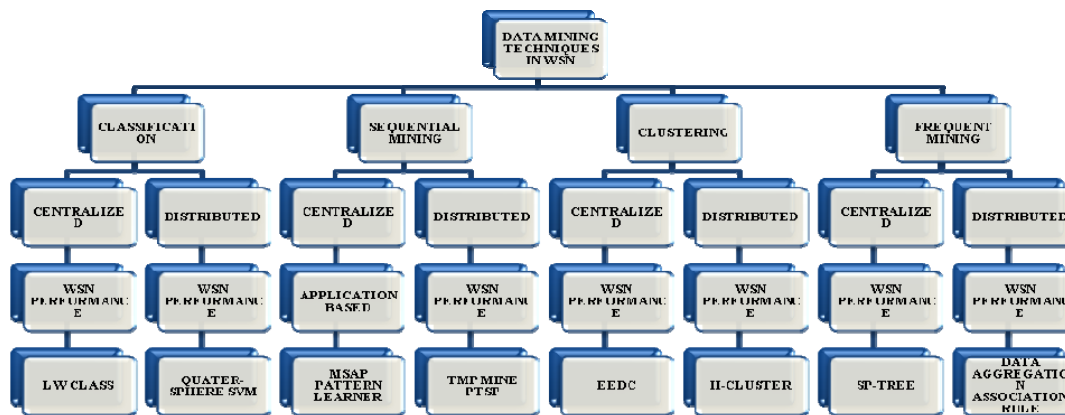 DATA MINING
TECHNIQUES
IN WSN
CLASSIFICATI
ON
SEQUENTIAL
MINING
CLUSTERING
FREQUENT
MINING
CENTRALIZE
D
DISTRIBUTED
CENTRALIZE
D
DISTRIBUTED
CENTRALIZE
D
DISTRIBUTED
CENTRALIZE
D
DISTRIBUTED
WSN
PERFORMANC
E
WSN
PERFORMANC
E
APPLICATION
BASED
WSN
PERFORMANC
E
WSN
PERFORMANC
E
WSN
PERFORMANC
E
WSN
PERFORMANC
E
WSN
PERFORMANC
E
LW CLASS
QUATER-
SPHERE SVM
MSAP
PATTERN
LEARNER
TMP MINE
PTSP
EEDC
H-CLUSTER
SP-TREE
DATA
AGGREGATIO
N
ASSOCIATION
RULE